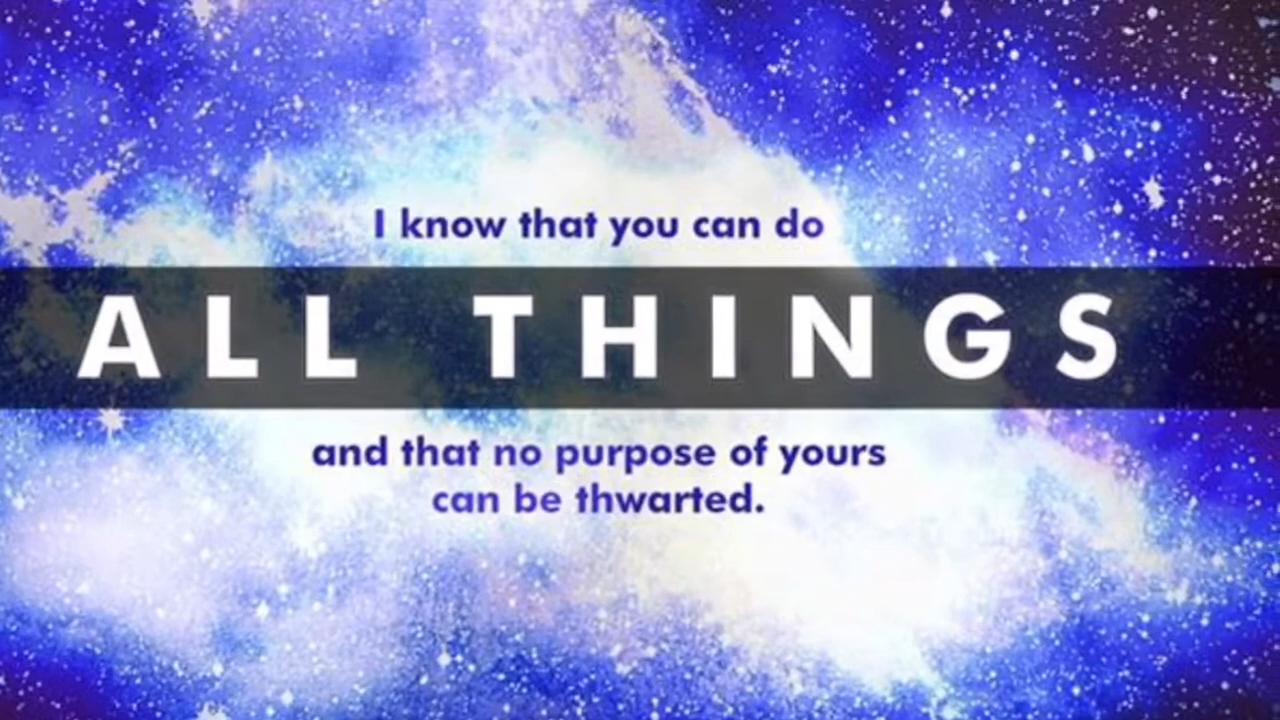 I know that you can do
ALL THINGS
and that no purpose of yours
can be thwarted.